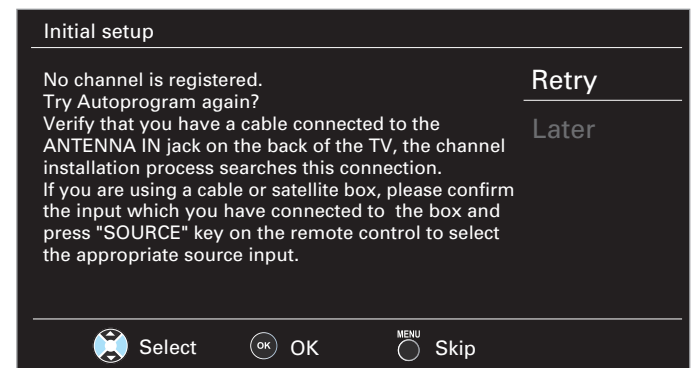 Initial setup
No channel is registered.
Try Autoprogram again?
Verify that you have a cable connected to the
ANTENNA IN jack on the back of the TV, the channel
installation process searches this connection.
If you are using a cable or satellite box, please confirm
the input which you have connected to  the box and
press "SOURCE" key on the remote control to select
the appropriate source input.
Retry
Later
Select
OK OK
MENU
Skip